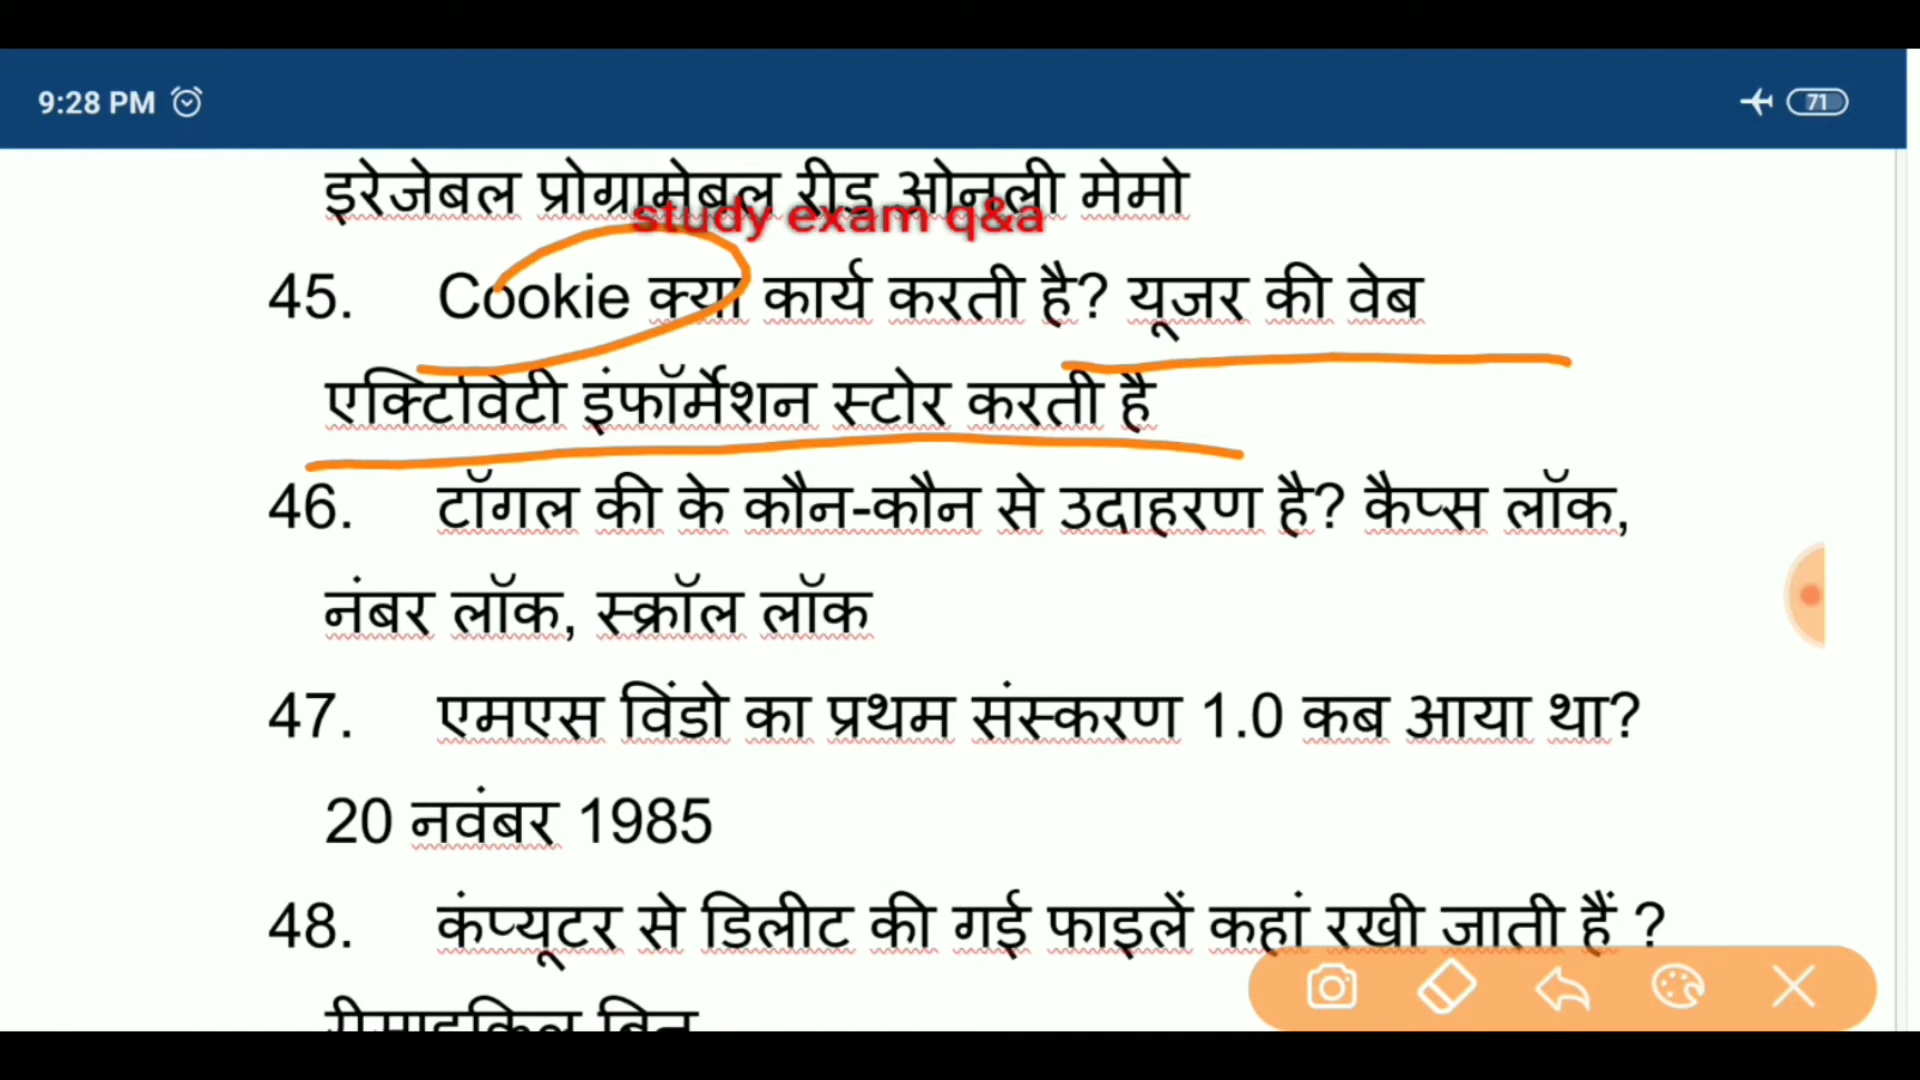 9:28 PM
71
इरेजेबल प्रोग्रामेबल रीड ओनली मेमो
study exam q&a
45. Cookie क्या कार्य करती है? यूजर की वेब
एक्टिविटी इंफॉर्मेशन स्टोर करती है
46. टॉगल की के कौन-कौन से उदाहरण है? कैप्स लॉक,
नंबर लॉक, स्क्रॉल लॉक
47. एमएस विंडो का प्रथम संस्करण 1.0 कब आया था?
20 नवंबर 1985
48. कंप्यूटर से डिलीट की गई फाइलें कहां रखी जाती हैं ?